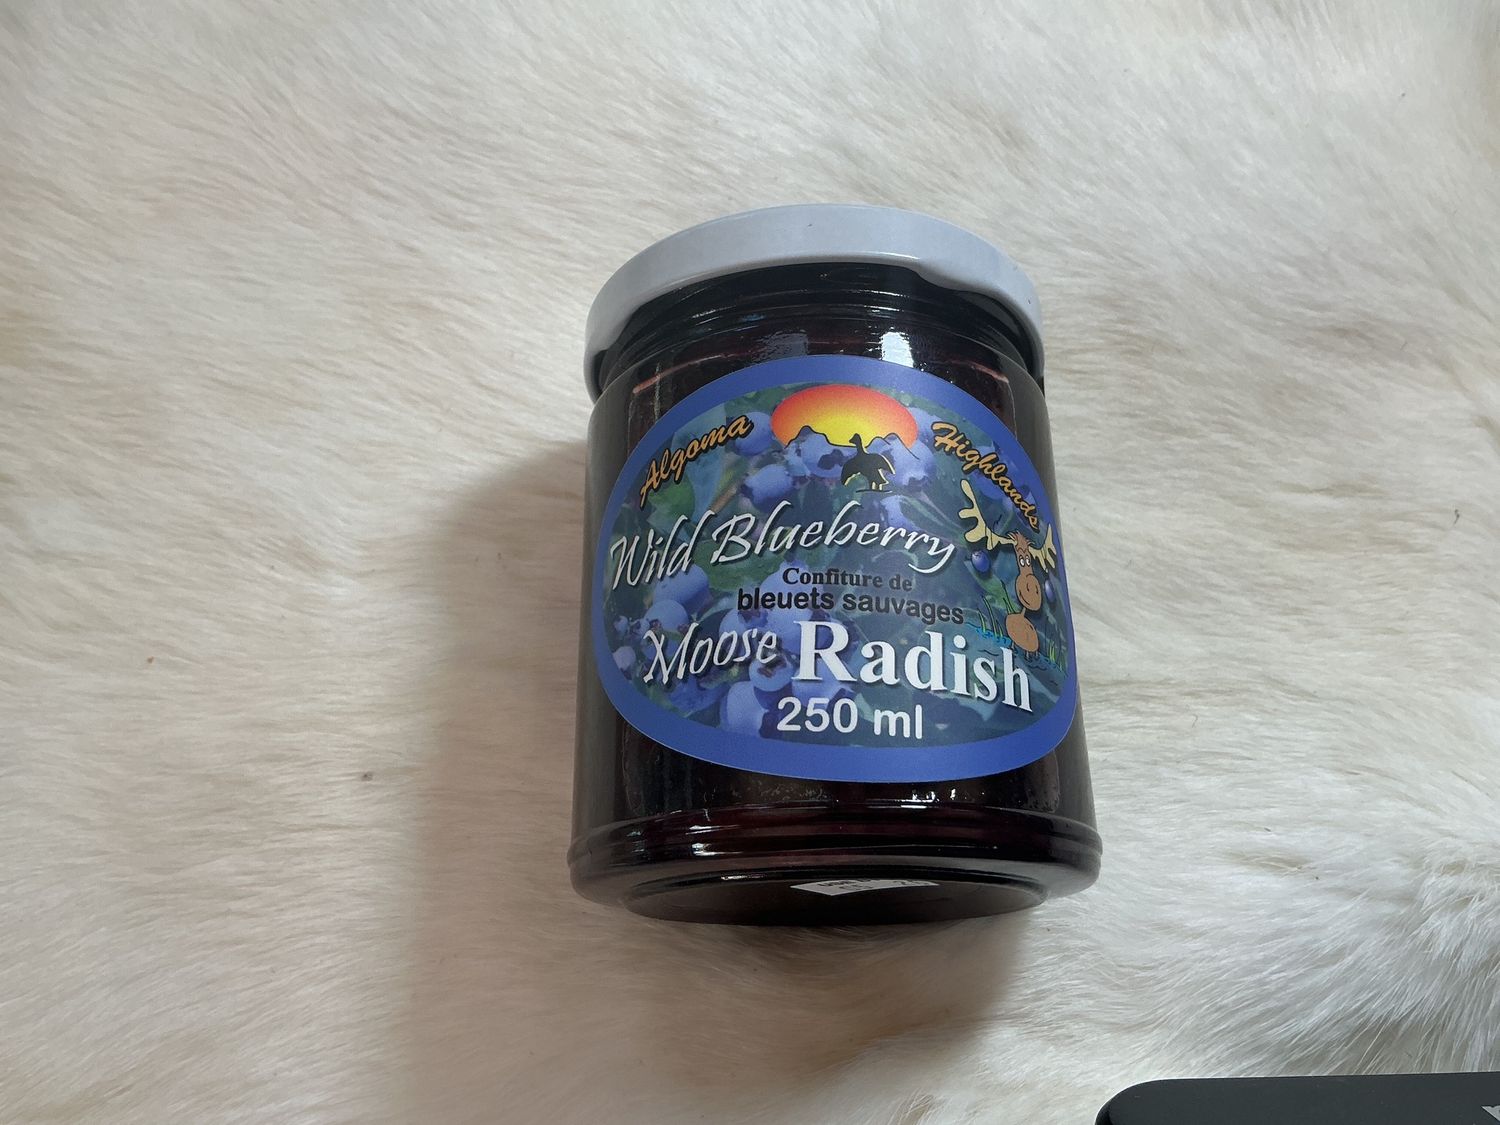 Algoma Highlands
Wild Blueberry
Confiture de
bleuets sauvages
Moose Radish
250 ml